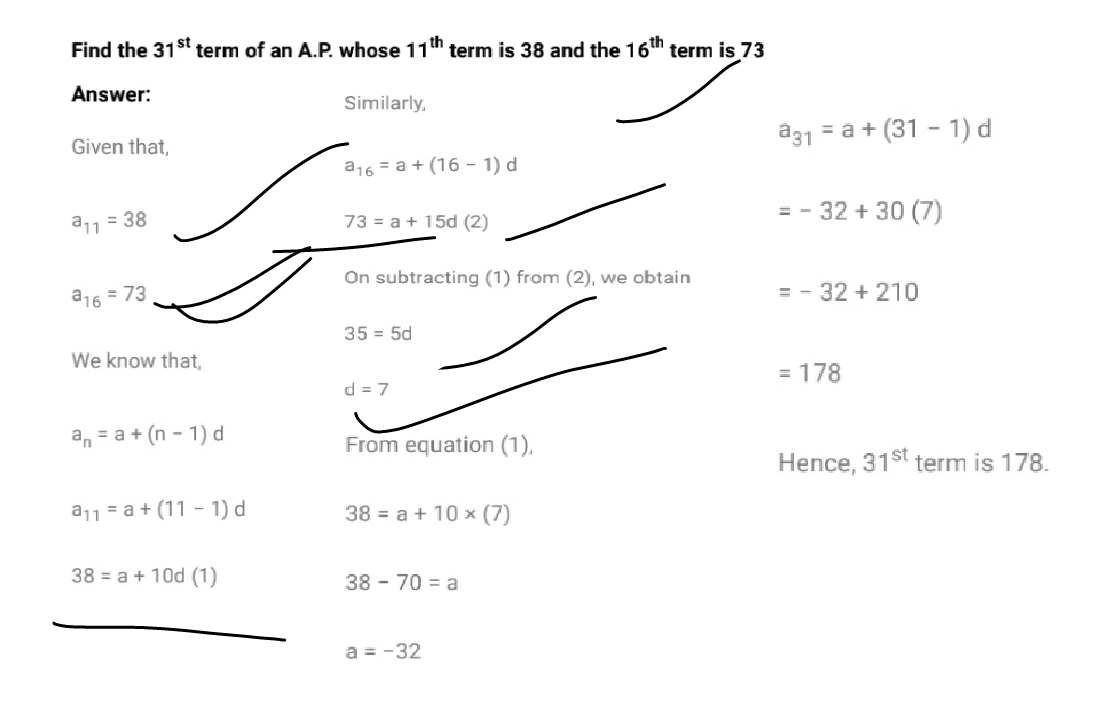 Find the 31st term of an A.P. whose 11th term is 38 and the 16th term is 73
Answer:
Given that,
a11 = 38
a16 = 73
We know that,
an = a + (n − 1) d
a11 = a + (11 − 1) d
38 = a + 10d (1)
Similarly,
a16 = a + (16 − 1) d
73 = a + 15d (2)
On subtracting (1) from (2), we obtain
35 = 5d
d = 7
From equation (1),
38 = a + 10 × (7)
38 − 70 = a
a = −32
a31 = a + (31 − 1) d
= − 32 + 30 (7)
= − 32 + 210
= 178
Hence, 31st term is 178.